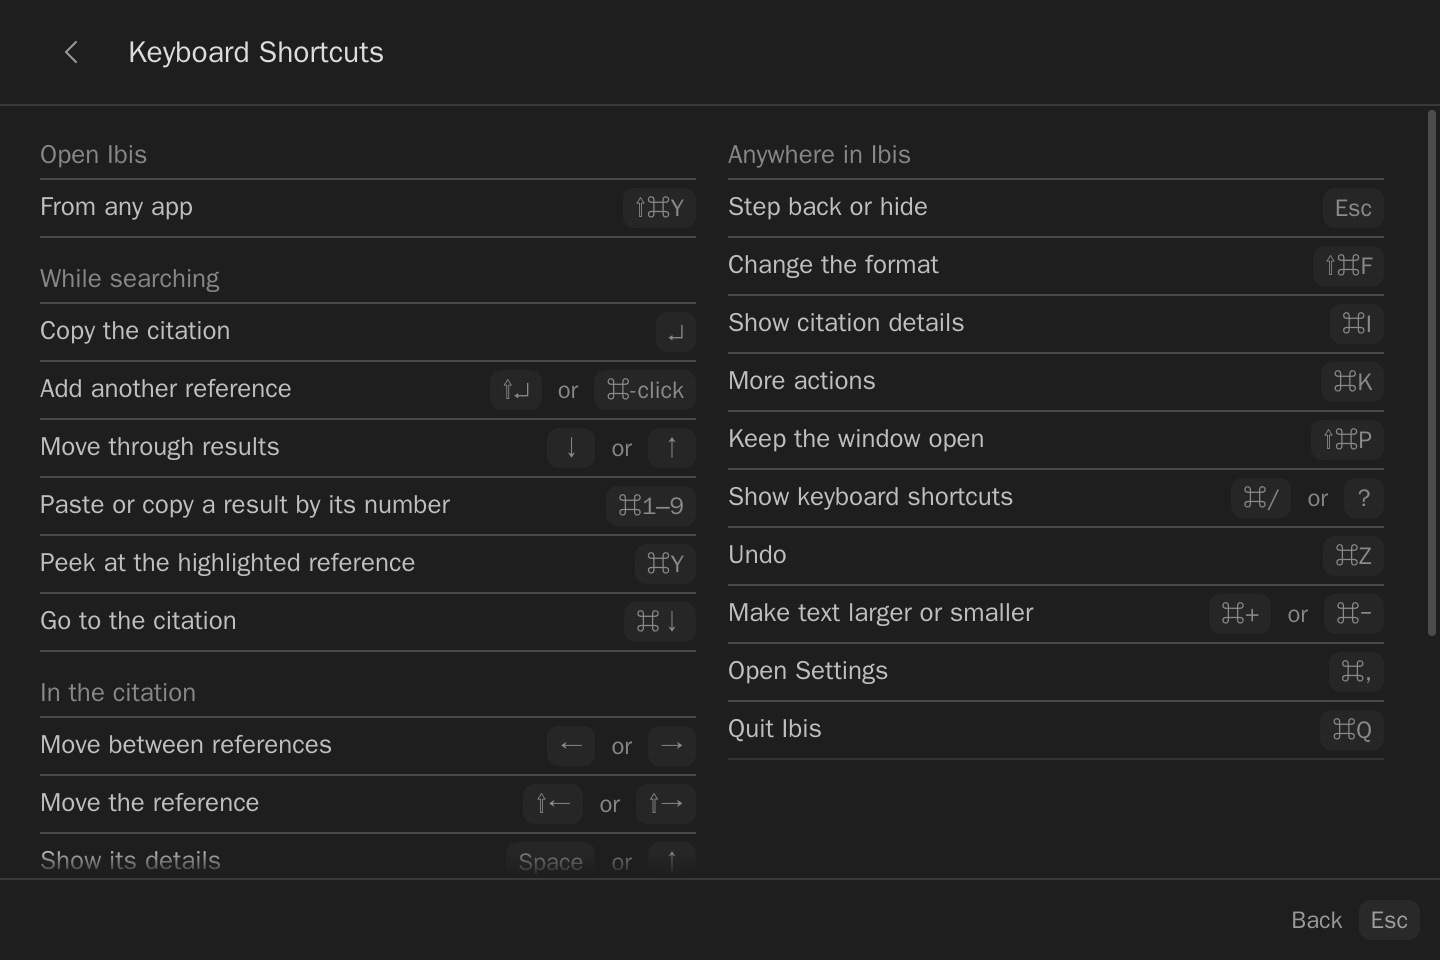 Keyboard Shortcuts
Open Ibis
From any app ⇧⌘Y
While searching
Copy the citation ↵
Add another reference ⇧↵ or ⌘-click
Move through results ↓ or ↑
Paste or copy a result by its number ⌘1–9
Peek at the highlighted reference ⌘Y
Go to the citation ⌘↓
In the citation
Move between references ← or →
Move the reference ⇧← or ⇧→
Show its details Space or ↑
Anywhere in Ibis
Step back or hide Esc
Change the format ⇧⌘F
Show citation details ⌘I
More actions ⌘K
Keep the window open ⇧⌘P
Show keyboard shortcuts ⌘/ or ?
Undo ⌘Z
Make text larger or smaller ⌘+ or ⌘−
Open Settings ⌘,
Quit Ibis ⌘Q
Back Esc